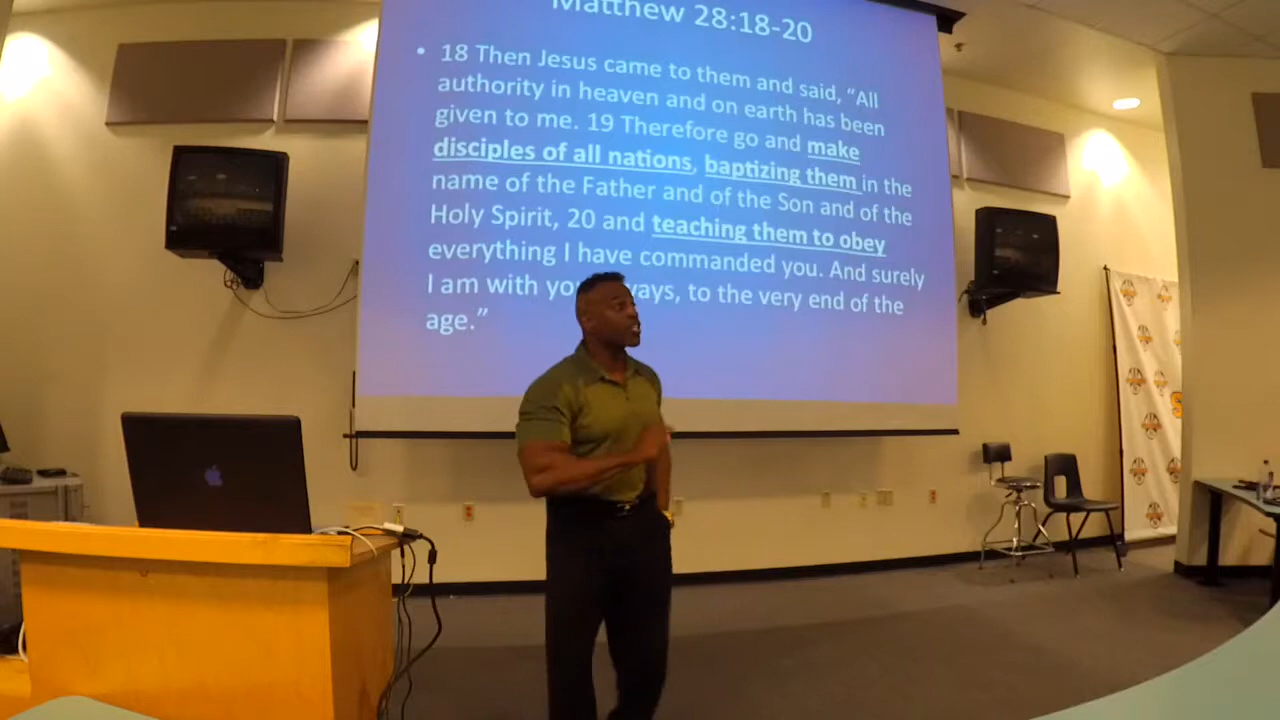 Matthew 28:18-20
• 18 Then Jesus came to them and said, “All
authority in heaven and on earth has been
given to me. 19 Therefore go and make
disciples of all nations, baptizing them in the
name of the Father and of the Son and of the
Holy Spirit, 20 and teaching them to obey
everything I have commanded you. And surely
I am with you ways, to the very end of the
age.”